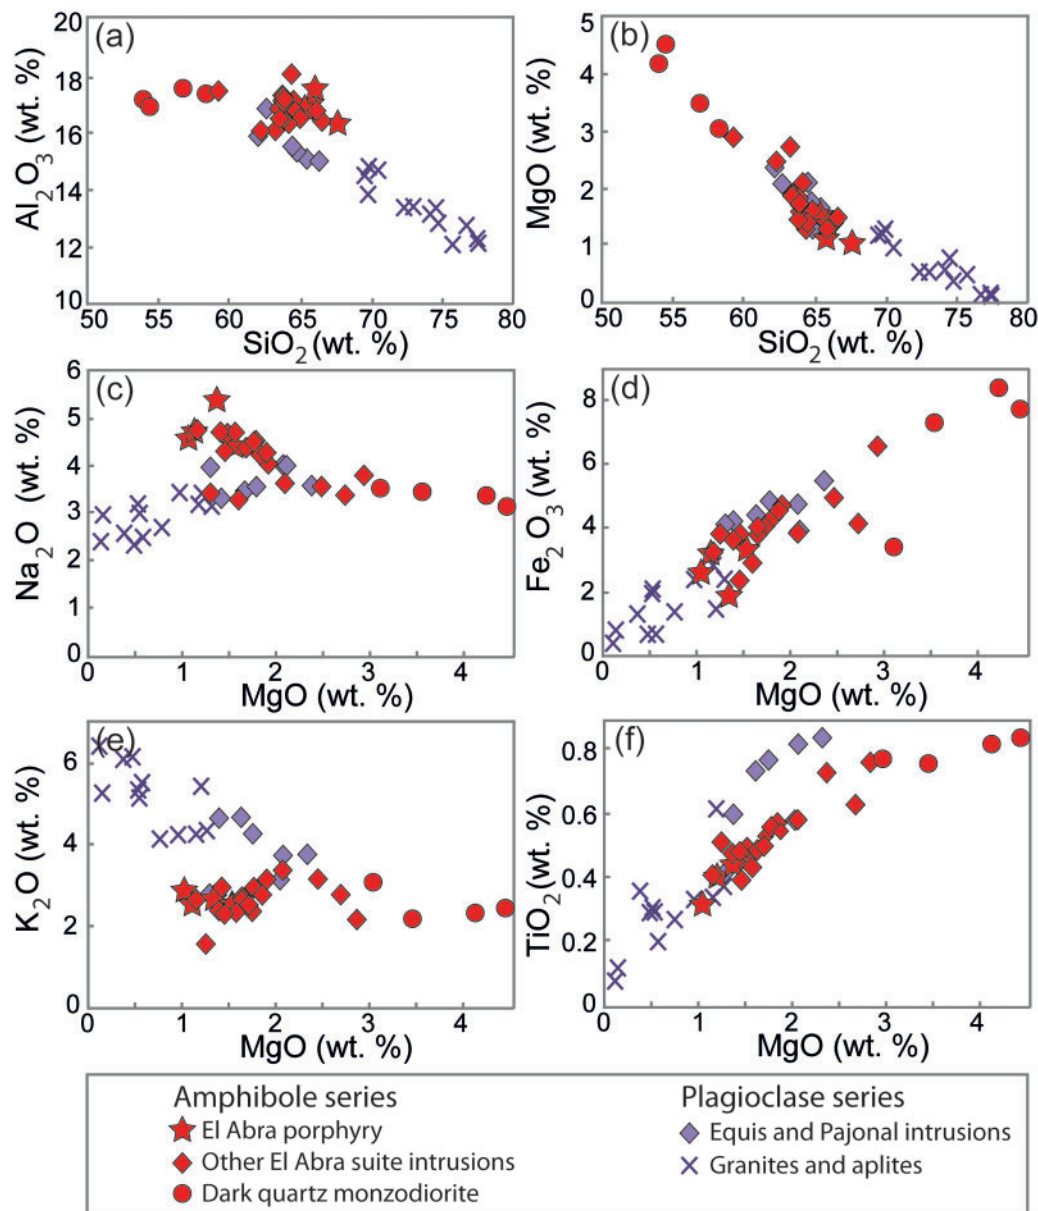 (a)
20
18
16
14
12
10
Al2O3 (wt. %)
50 55 60 65 70 75 80
SiO2 (wt. %)
(b)
5
4
3
2
1
0
MgO (wt. %)
50 55 60 65 70 75 80
SiO2 (wt. %)
(c)
6
5
4
3
2
1
0
Na2O (wt. %)
0 1 2 3 4
MgO (wt. %)
(d)
8
6
4
2
0
Fe2O3 (wt. %)
0 1 2 3 4
MgO (wt. %)
(e)
6
4
2
0
K2O (wt. %)
0 1 2 3 4
MgO (wt. %)
(f)
0.8
0.6
0.4
0.2
0
TiO2 (wt. %)
0 1 2 3 4
MgO (wt. %)
Amphibole series
El Abra porphyry
Other El Abra suite intrusions
Dark quartz monzodiorite
Plagioclase series
Equis and Pajonal intrusions
Granites and aplites